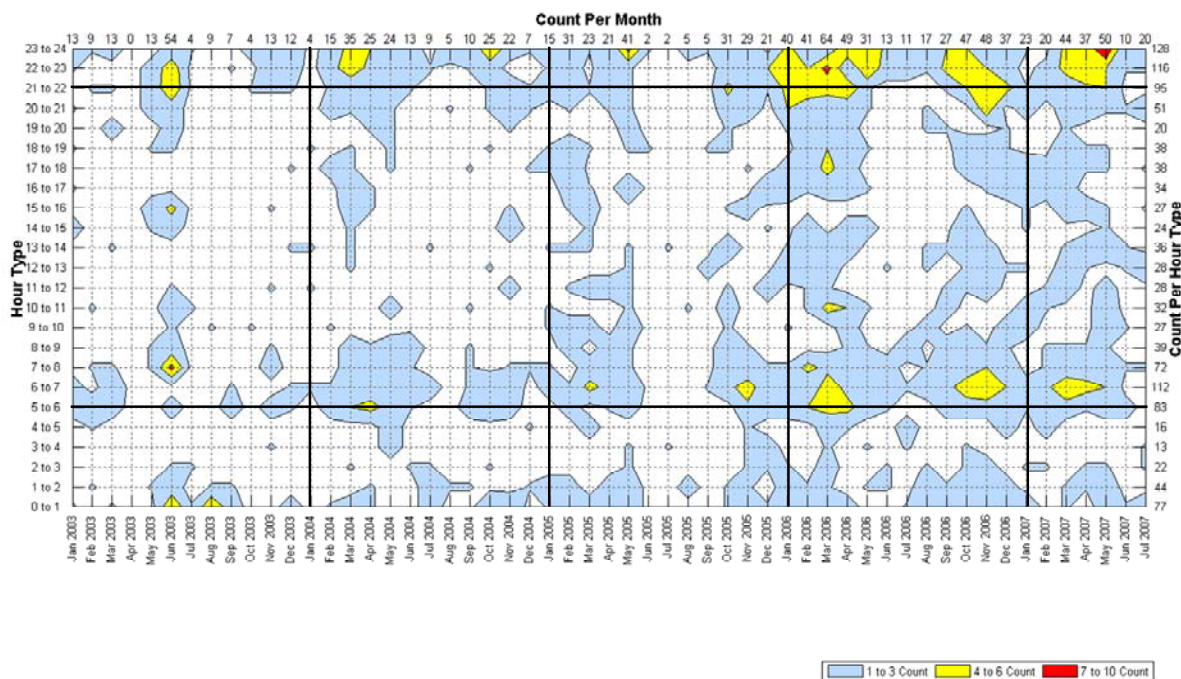 Count Per Month
13 9 13 0 13 54 4 9 7 4 13 12 4 15 35 25 24 13 9 5 10 25 22 7 15 31 23 21 41 2 2 5 5 31 29 21 40 41 64 49 31 13 11 17 27 47 48 37 23 20 44 37 50 10 20
23 to 24 128
22 to 23 116
21 to 22 95
20 to 21 51
19 to 20 20
18 to 19 38
17 to 18 38
16 to 17 34
15 to 16 27
14 to 15 24
13 to 14 36
12 to 13 28
11 to 12 28
10 to 11 32
9 to 10 37
8 to 9 39
7 to 8 72
6 to 7 112
5 to 6 83
4 to 5 16
3 to 4 13
2 to 3 22
1 to 2 44
0 to 1 77
Hour Type
Count Per Hour Type
Jan 2003
Feb 2003
Mar 2003
Apr 2003
May 2003
Jun 2003
Jul 2003
Aug 2003
Sep 2003
Oct 2003
Nov 2003
Dec 2003
Jan 2004
Feb 2004
Mar 2004
Apr 2004
May 2004
Jun 2004
Jul 2004
Aug 2004
Sep 2004
Oct 2004
Nov 2004
Dec 2004
Jan 2005
Feb 2005
Mar 2005
Apr 2005
May 2005
Jun 2005
Jul 2005
Aug 2005
Sep 2005
Oct 2005
Nov 2005
Dec 2005
Jan 2006
Feb 2006
Mar 2006
Apr 2006
May 2006
Jun 2006
Jul 2006
Aug 2006
Sep 2006
Oct 2006
Nov 2006
Dec 2006
Jan 2007
Feb 2007
Mar 2007
Apr 2007
May 2007
Jun 2007
Jul 2007
1 to 3 Count 4 to 6 Count 7 to 10 Count